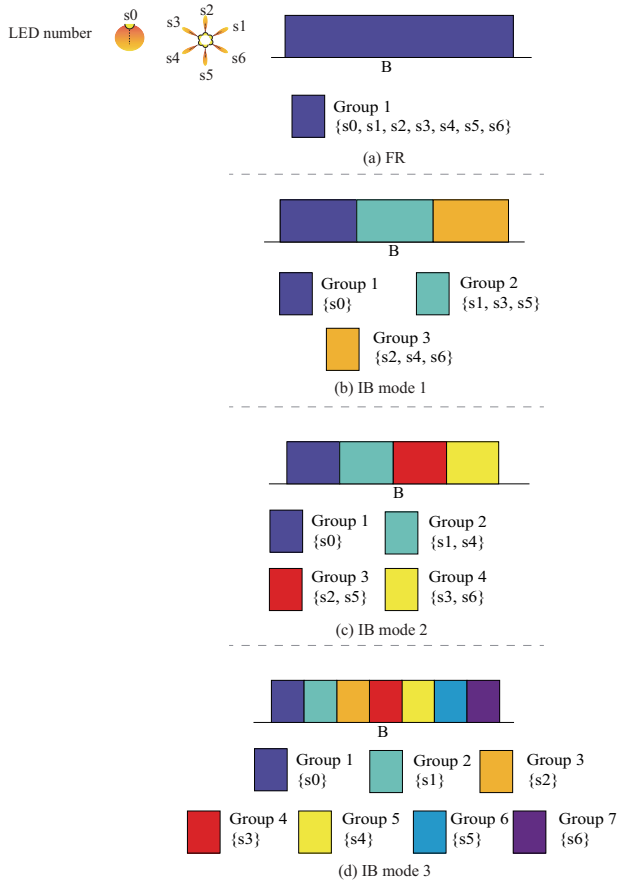 LED number
s0
s2
s3
s1
s4
s6
s5
B
Group 1
{s0, s1, s2, s3, s4, s5, s6}
(a) FR
B
Group 1
{s0}
Group 2
{s1, s3, s5}
Group 3
{s2, s4, s6}
(b) IB mode 1
B
Group 1
{s0}
Group 2
{s1, s4}
Group 3
{s2, s5}
Group 4
{s3, s6}
(c) IB mode 2
B
Group 1
{s0}
Group 2
{s1}
Group 3
{s2}
Group 4
{s3}
Group 5
{s4}
Group 6
{s5}
Group 7
{s6}
(d) IB mode 3